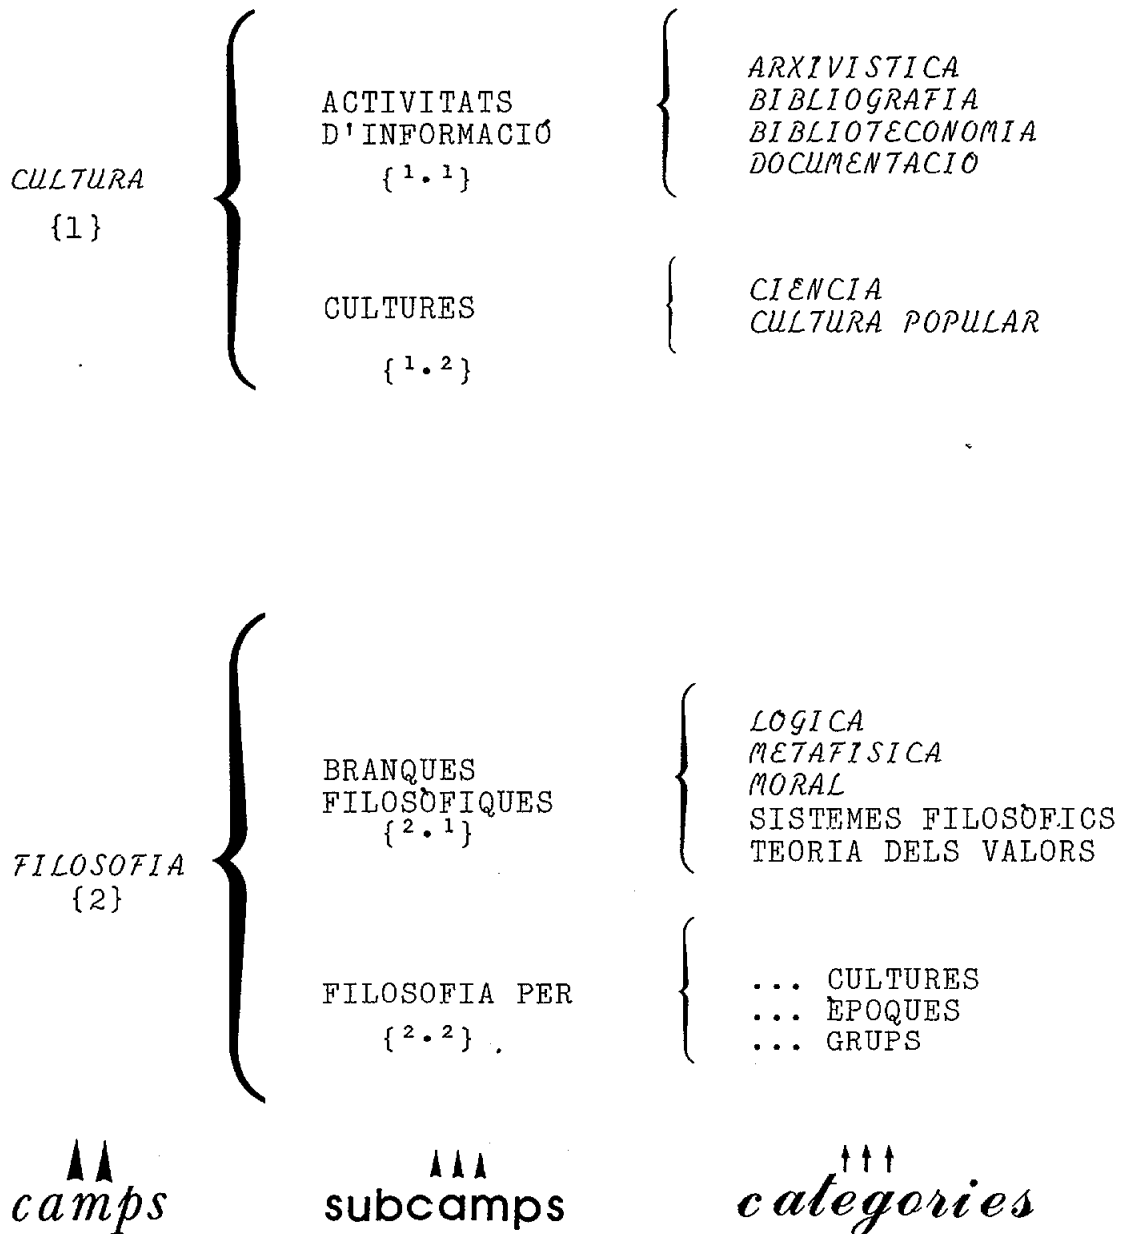 CULTURA
{1}
ACTIVITATS
D'INFORMACIÓ
{1.1}
ARXIVISTICA
BIBLIOGRAFIA
BIBLIOTECONOMIA
DOCUMENTACIO
CULTURES
{1.2}
CIENCIA
CULTURA POPULAR
FILOSOFIA
{2}
BRANQUES
FILOSÒFIQUES
{2.1}
LOGICA
METAFISICA
MORAL
SISTEMES FILOSÒFICS
TEORIA DELS VALORS
FILOSOFIA PER
{2.2}
... CULTURES
... ÈPOQUES
... GRUPS
camps
subcamps
categories